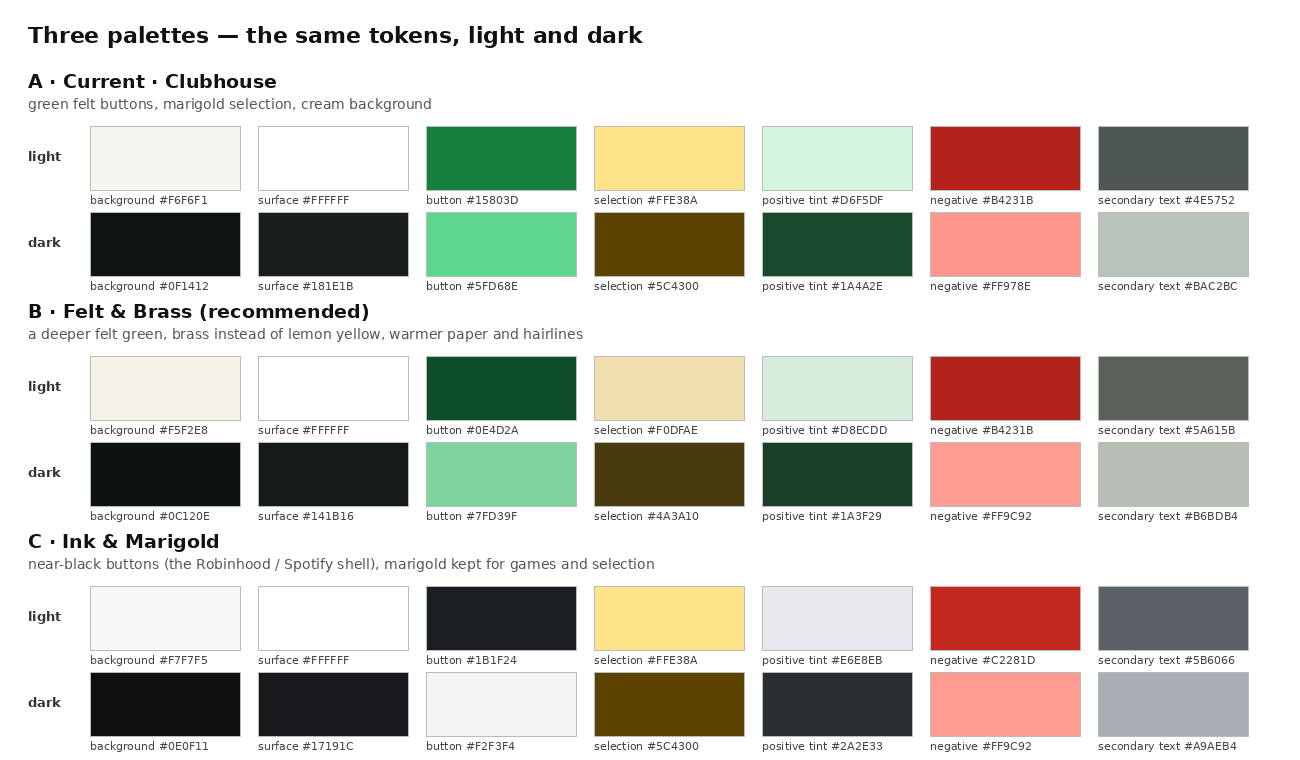 Three palettes — the same tokens, light and dark
A · Current · Clubhouse
green felt buttons, marigold selection, cream background
light
background #F6F6F1 surface #FFFFFF button #15803D selection #FFE38A positive tint #D6F5DF negative #B4231B secondary text #4E5752
dark
background #0F1412 surface #181E1B button #5FD68E selection #5C4300 positive tint #1A4A2E negative #FF978E secondary text #BAC2BC
B · Felt & Brass (recommended)
a deeper felt green, brass instead of lemon yellow, warmer paper and hairlines
light
background #F5F2E8 surface #FFFFFF button #0E4D2A selection #F0DFAE positive tint #D8ECDD negative #B4231B secondary text #5A615B
dark
background #0C120E surface #141B16 button #7FD39F selection #4A3A10 positive tint #1A3F29 negative #FF9C92 secondary text #B6BDB4
C · Ink & Marigold
near-black buttons (the Robinhood / Spotify shell), marigold kept for games and selection
light
background #F7F7F5 surface #FFFFFF button #1B1F24 selection #FFE38A positive tint #E6E8EB negative #C2281D secondary text #5B6066
dark
background #0E0F11 surface #17191C button #F2F3F4 selection #5C4300 positive tint #2A2E33 negative #FF9C92 secondary text #A9AEB4